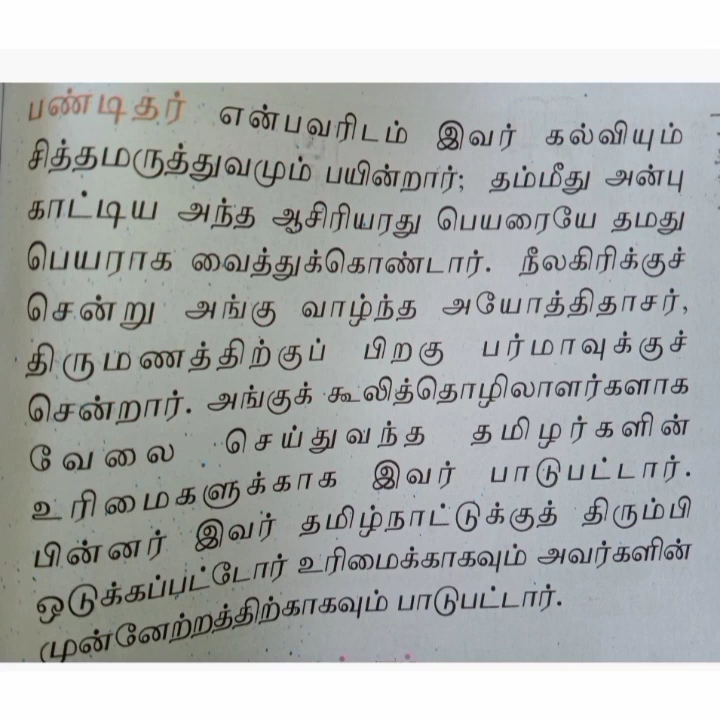 பண்டிதர் என்பவரிடம் இவர் கல்வியும்
சித்தமருத்துவமும் பயின்றார்; தம்மீது அன்பு
காட்டிய அந்த ஆசிரியரது பெயரையே தமது
பெயராக வைத்துக்கொண்டார். நீலகிரிக்குச்
சென்று அங்கு வாழ்ந்த அயோத்திதாசர்,
திருமணத்திற்குப் பிறகு பர்மாவுக்குச்
சென்றார். அங்குக் கூலித்தொழிலாளர்களாக
வேலை செய்துவந்த தமிழர்களின்
உரிமைகளுக்காக இவர் பாடுபட்டார்.
பின்னர் இவர் தமிழ்நாட்டுக்குத் திரும்பி
ஒடுக்கப்பட்டோர் உரிமைக்காகவும் அவர்களின்
முன்னேற்றத்திற்காகவும் பாடுபட்டார்.